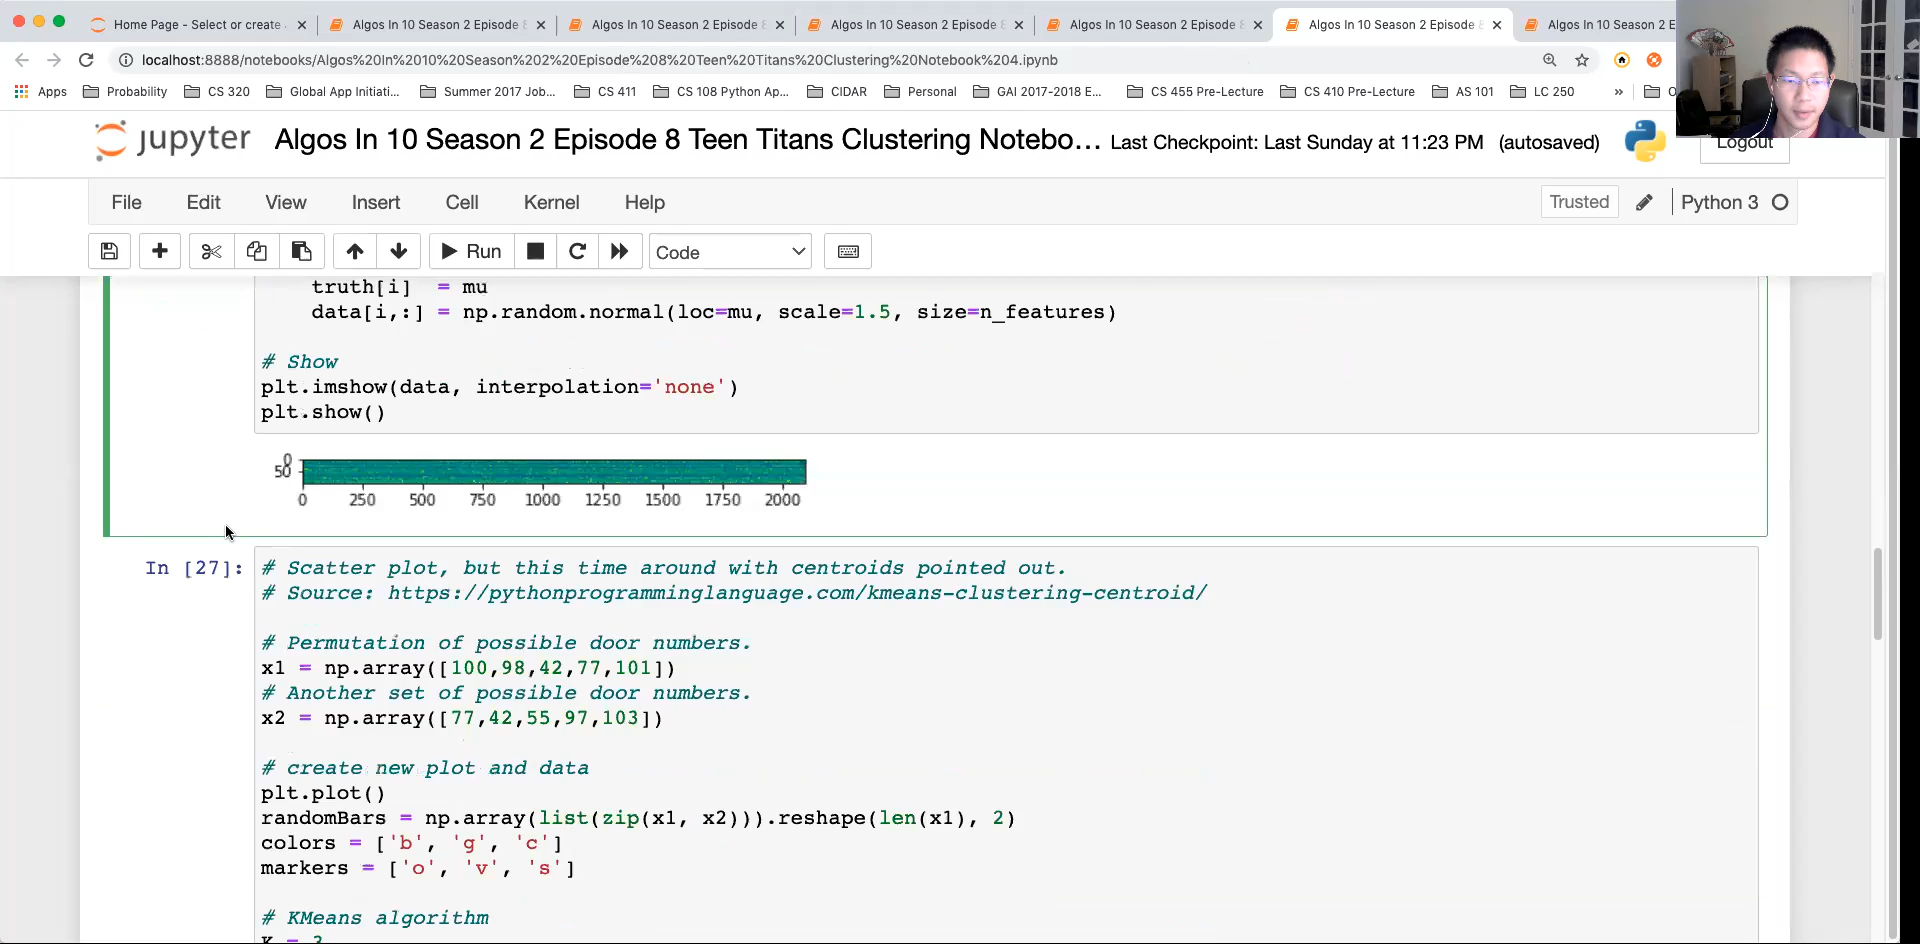 Home Page - Select or create
Algos In 10 Season 2 Episode 8
Algos In 10 Season 2 Episode 8
Algos In 10 Season 2 Episode 8
Algos In 10 Season 2 Episode 8
Algos In 10 Season 2 Episode 8
Algos In 10 Season 2 E
localhost:8888/notebooks/Algos%20In%2010%20Season%202%20Episode%208%20Teen%20Titans%20Clustering%20Notebook%204.ipynb
Apps Probability CS 320 Global App Initiati... Summer 2017 Job... CS 411 CS 108 Python Ap... CIDAR Personal GAI 2017-2018 E... CS 455 Pre-Lecture CS 410 Pre-Lecture AS 101 LC 250 »
jupyter Algos In 10 Season 2 Episode 8 Teen Titans Clustering Notebo... Last Checkpoint: Last Sunday at 11:23 PM (autosaved)
Logout
File Edit View Insert Cell Kernel Help Trusted Python 3
Run Code
truth[i] = mu
data[i,:] = np.random.normal(loc=mu, scale=1.5, size=n_features)
# Show
plt.imshow(data, interpolation='none')
plt.show()
0
50
0 250 500 750 1000 1250 1500 1750 2000
In [27]: # Scatter plot, but this time around with centroids pointed out.
# Source: https://pythonprogramminglanguage.com/kmeans-clustering-centroid/
# Permutation of possible door numbers.
x1 = np.array([100,98,42,77,101])
# Another set of possible door numbers.
x2 = np.array([77,42,55,97,103])
# create new plot and data
plt.plot()
randomBars = np.array(list(zip(x1, x2))).reshape(len(x1), 2)
colors = ['b', 'g', 'c']
markers = ['o', 'v', 's']
# KMeans algorithm
K = 3